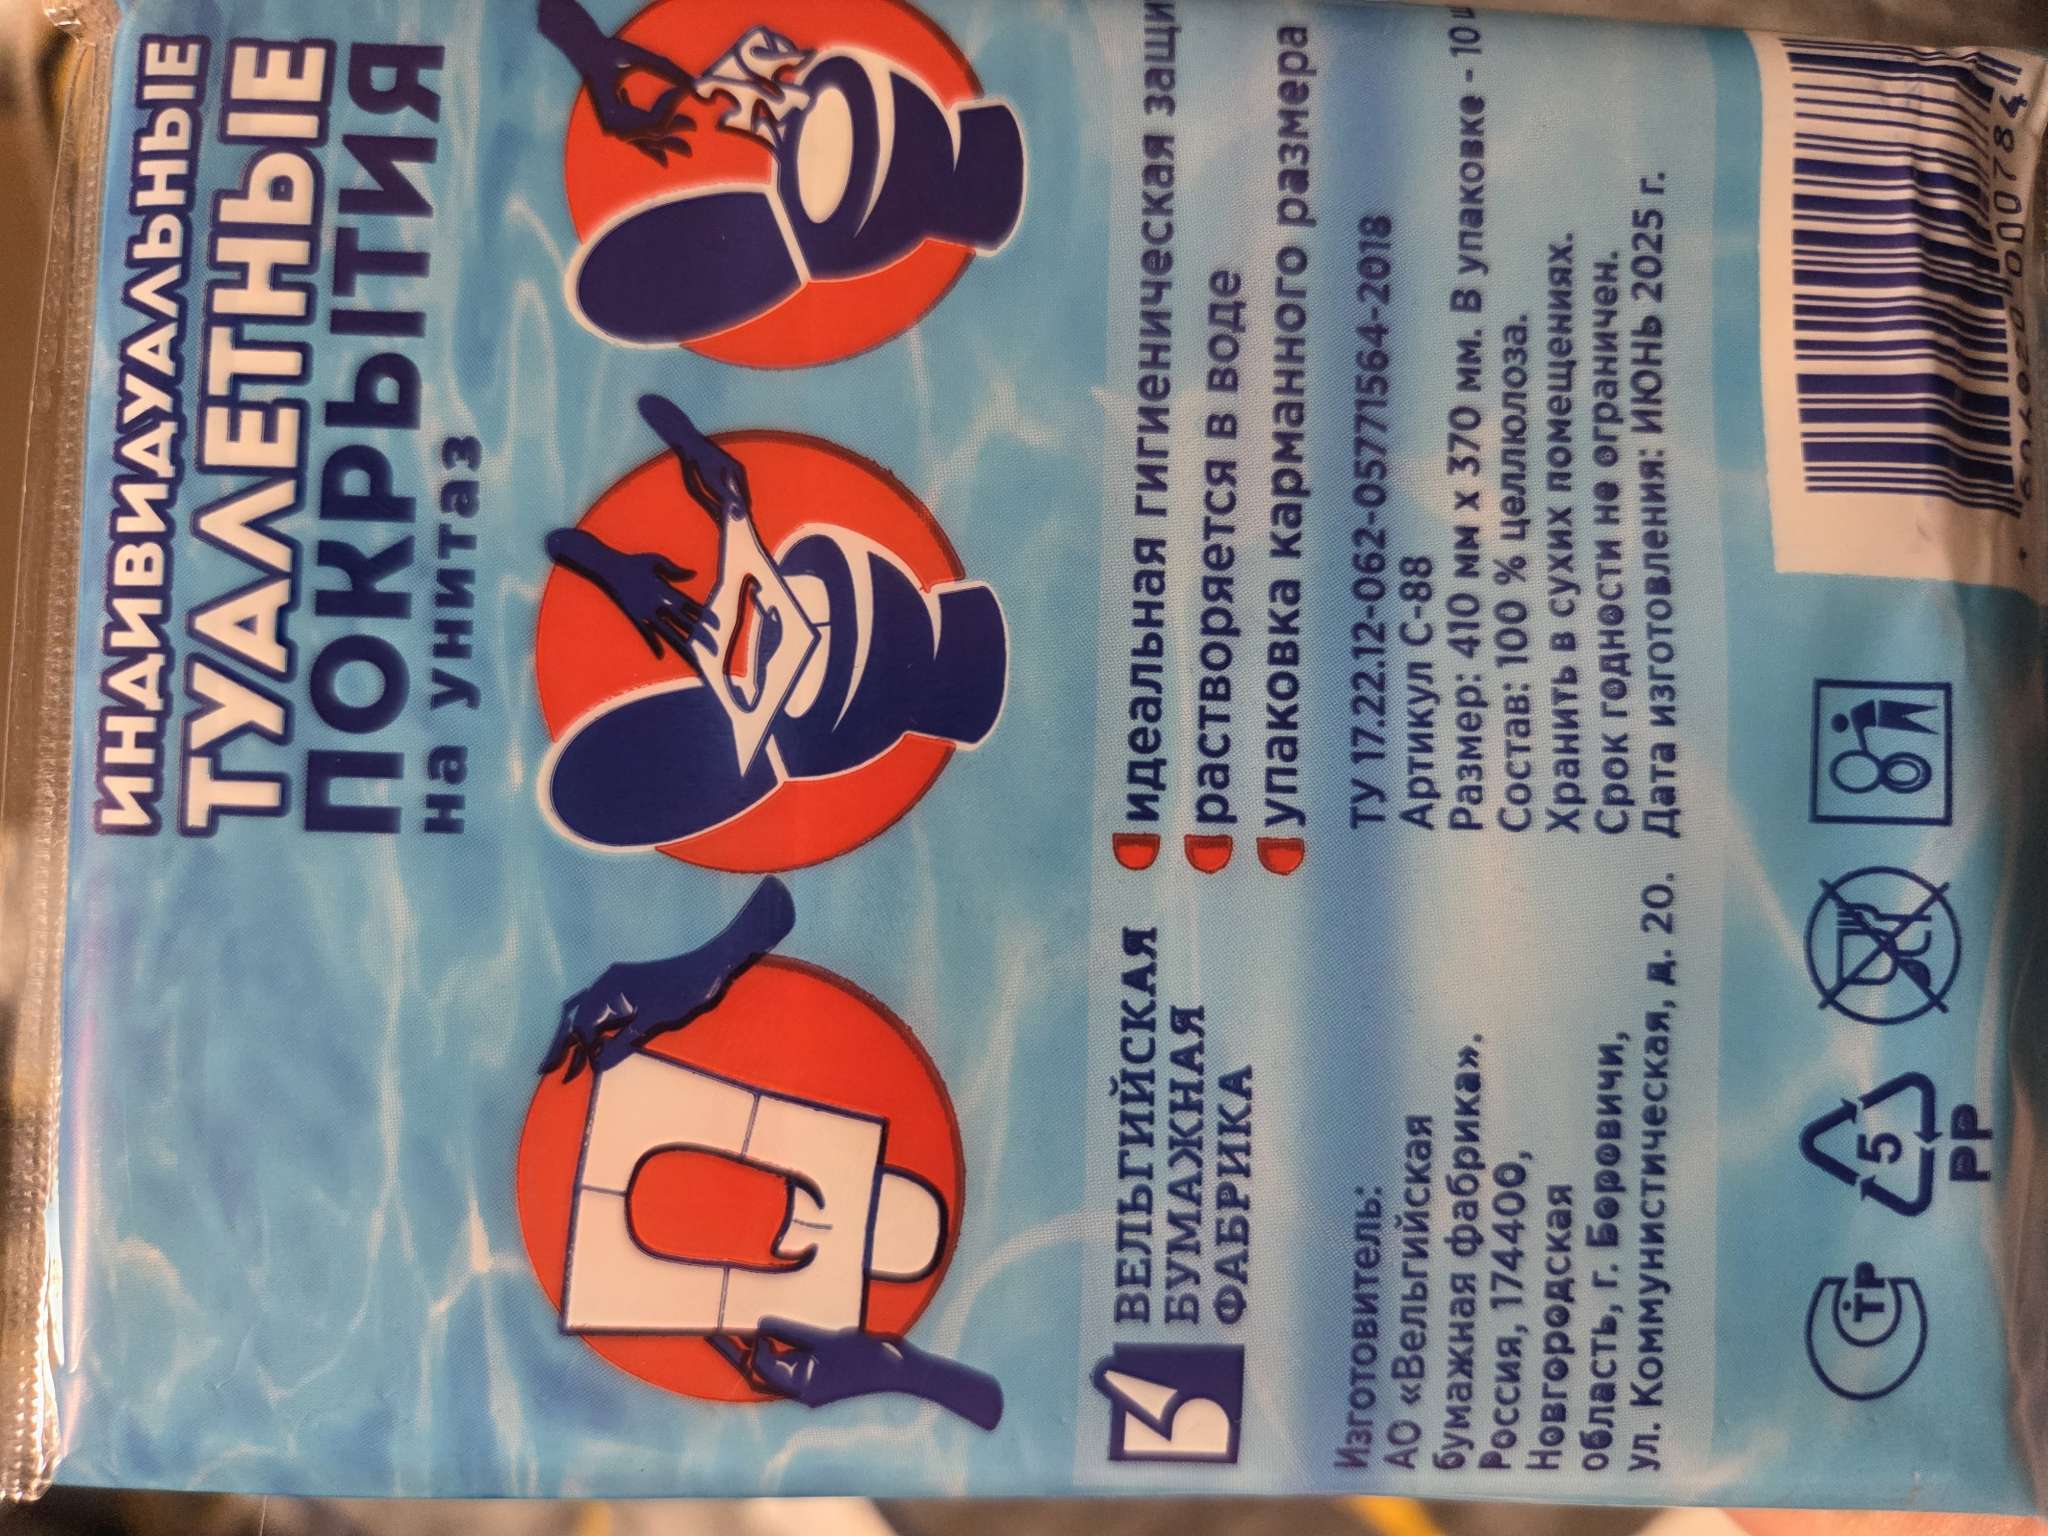 ИНДИВИДУАЛЬНЫЕ
ТУАЛЕТНЫЕ
ПОКРЫТИЯ
на унитаз
ВЕЛЬГИЙСКАЯ
БУМАЖНАЯ
ФАБРИКА
идеальная гигиеническая
растворяется в воде
упаковка карманного размера
Изготовитель:
АО «Вельгийская
бумажная фабрика».
Россия, 174400,
Новгородская
область, г. Боровичи,
ул. Коммунистическая, д. 20.
ТУ 17.22.12-062-05771564-2018
Артикул С-88
Размер: 410 мм х 370 мм. В упаковке - 10
Состав: 100 % целлюлоза.
Хранить в сухих помещениях.
Срок годности не ограничен.
Дата изготовления: ИЮНЬ 2025 г.
СТР
5
PP